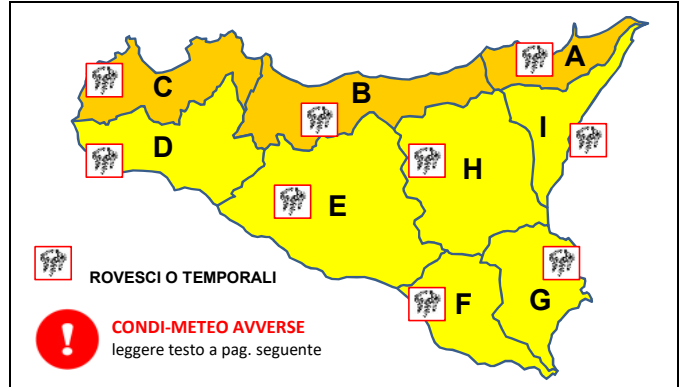 A
C
B
I
D
H
E
ROVESCI O TEMPORALI
F
G
CONDI-METEO AVVERSE
leggere testo a pag. seguente